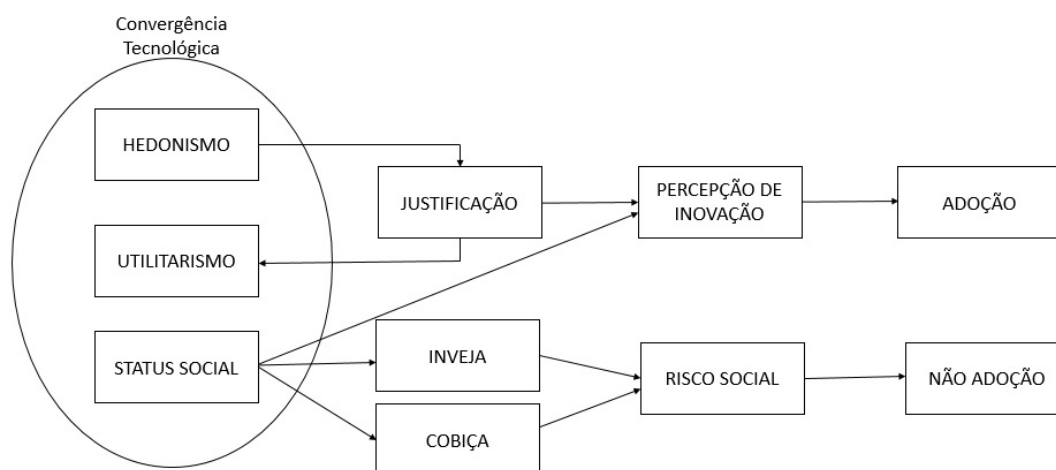 Convergência
Tecnológica
HEDONISMO
JUSTIFICAÇÃO
PERCEPÇÃO DE
INOVAÇÃO
ADOÇÃO
UTILITARISMO
STATUS SOCIAL
INVEJA
RISCO SOCIAL
NÃO ADOÇÃO
COBIÇA